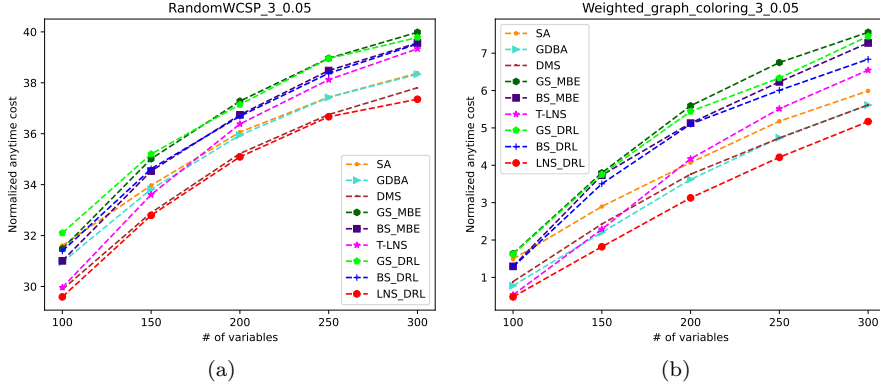 RandomWCSP_3_0.05
Normalized anytime cost
40
38
36
34
32
30
SA
GDBA
DMS
GS_MBE
BS_MBE
T-LNS
GS_DRL
BS_DRL
LNS_DRL
100
150
200
250
300
# of variables
(a)
Weighted_graph_coloring_3_0.05
Normalized anytime cost
7
6
5
4
3
2
1
SA
GDBA
DMS
GS_MBE
BS_MBE
T-LNS
GS_DRL
BS_DRL
LNS_DRL
100
150
200
250
300
# of variables
(b)